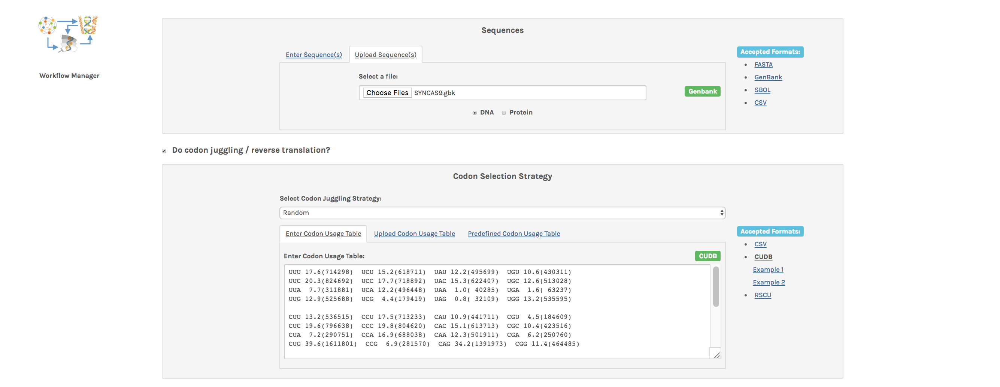 Workflow Manager
Sequences
Enter Sequence(s) Upload Sequence(s)
Select a file:
Choose Files SYNCAS9.gbk
Genbank
DNA Protein
Accepted Formats:
FASTA
GenBank
SBOL
CSV
Do codon juggling / reverse translation?
Codon Selection Strategy
Select Codon Juggling Strategy:
Random
Enter Codon Usage Table Upload Codon Usage Table Predefined Codon Usage Table
Enter Codon Usage Table:
CUDB
UUU 17.6(714298)  UCU 15.2(618711)  UAU 12.2(495699)  UGU 10.6(430311)
UUC 20.3(824692)  UCC 17.7(718892)  UAC 15.3(622407)  UGC 12.6(513028)
UUA  7.7(311881)  UCA 12.2(496448)  UAA  1.0( 40285)  UGA  1.6( 63237)
UUG 12.9(525688)  UCG  4.4(179419)  UAG  0.8( 32109)  UGG 13.2(535595)
CUU 13.2(536515)  CCU 17.5(713233)  CAU 10.9(441711)  CGU  4.5(184609)
CUC 19.6(796638)  CCC 19.8(804620)  CAC 15.1(613713)  CGC 10.4(423516)
CUA  7.2(290751)  CCA 16.9(688038)  CAA 12.3(501911)  CGA  6.2(250760)
CUG 39.6(1611801)  CCG  6.9(281570)  CAG 34.2(1391973)  CGG 11.4(464485)
Accepted Formats:
CSV
CUDB
Example 1
Example 2
RSCU